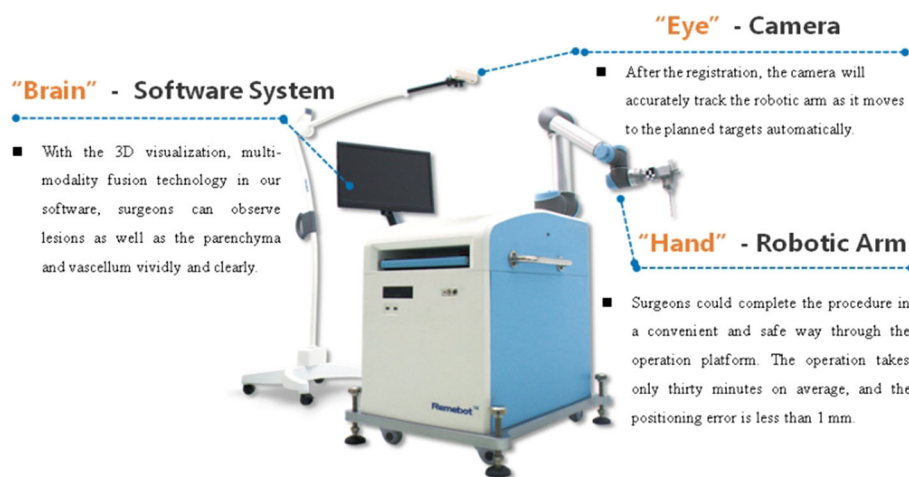 “Eye” - Camera
■ After the registration, the camera will
accurately track the robotic arm as it moves
to the planned targets automatically.
“Brain” - Software System
■ With the 3D visualization, multi-
modality fusion technology in our
software, surgeons can observe
lesions as well as the parenchyma
and vascellum vividly and clearly.
“Hand” - Robotic Arm
■ Surgeons could complete the procedure in
a convenient and safe way through the
operation platform. The operation takes
only thirty minutes on average, and the
positioning error is less than 1 mm.
Remebot™